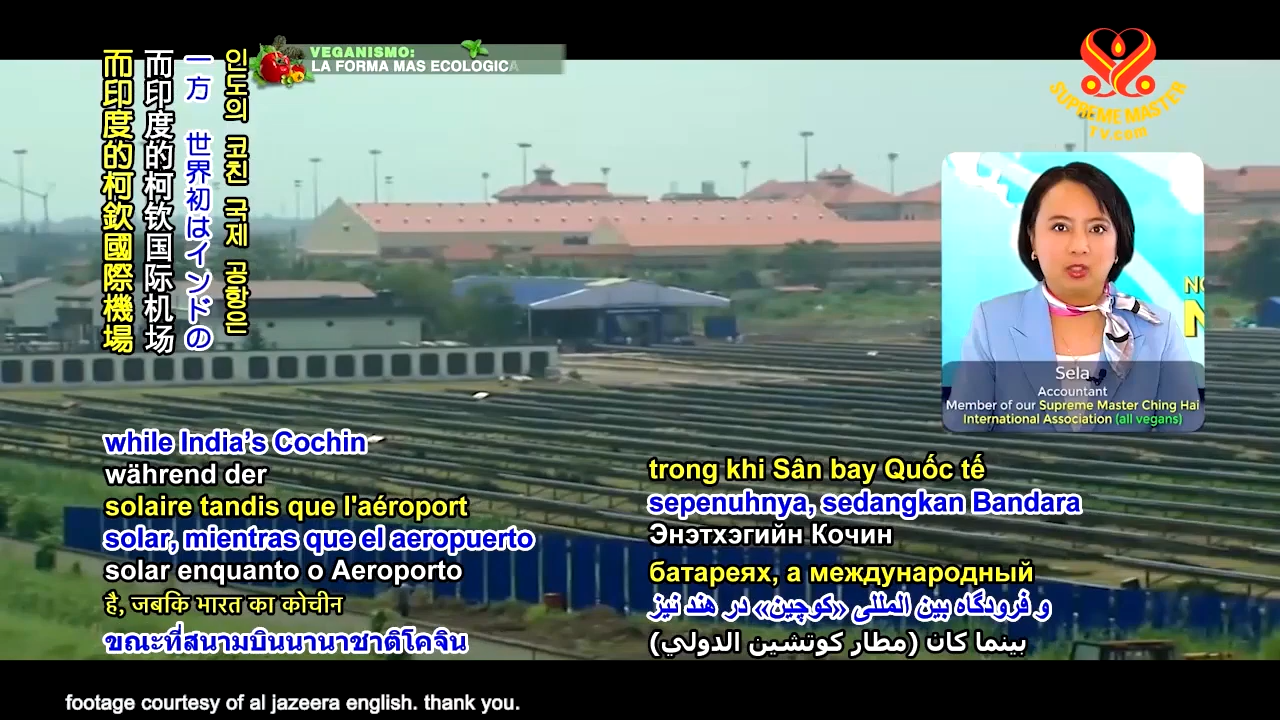 VEGANISMO:
LA FORMA MAS ECOLOGICA
SUPREME MASTER
TV.com
인도의 코친 국제 공항인
一方 世界初はインドの
而印度的柯钦国际机场
而印度的柯欽國際機場
Sela
Accountant
Member of our Supreme Master Ching Hai
International Association (all vegans)
while India's Cochin
während der
solaire tandis que l'aéroport
solar, mientras que el aeropuerto
solar enquanto o Aeroporto
है, जबकि भारत का कोचीन
ขณะที่สนามบินนานาชาติโคจิน
trong khi Sân bay Quốc tế
sepenuhnya, sedangkan Bandara
Энэтхэгийн Кочин
батареях, а международный
و فرودگاه بین المللی «کوچین» در هند نیز
بينما كان (مطار كوتشين الدولي)
footage courtesy of al jazeera english. thank you.